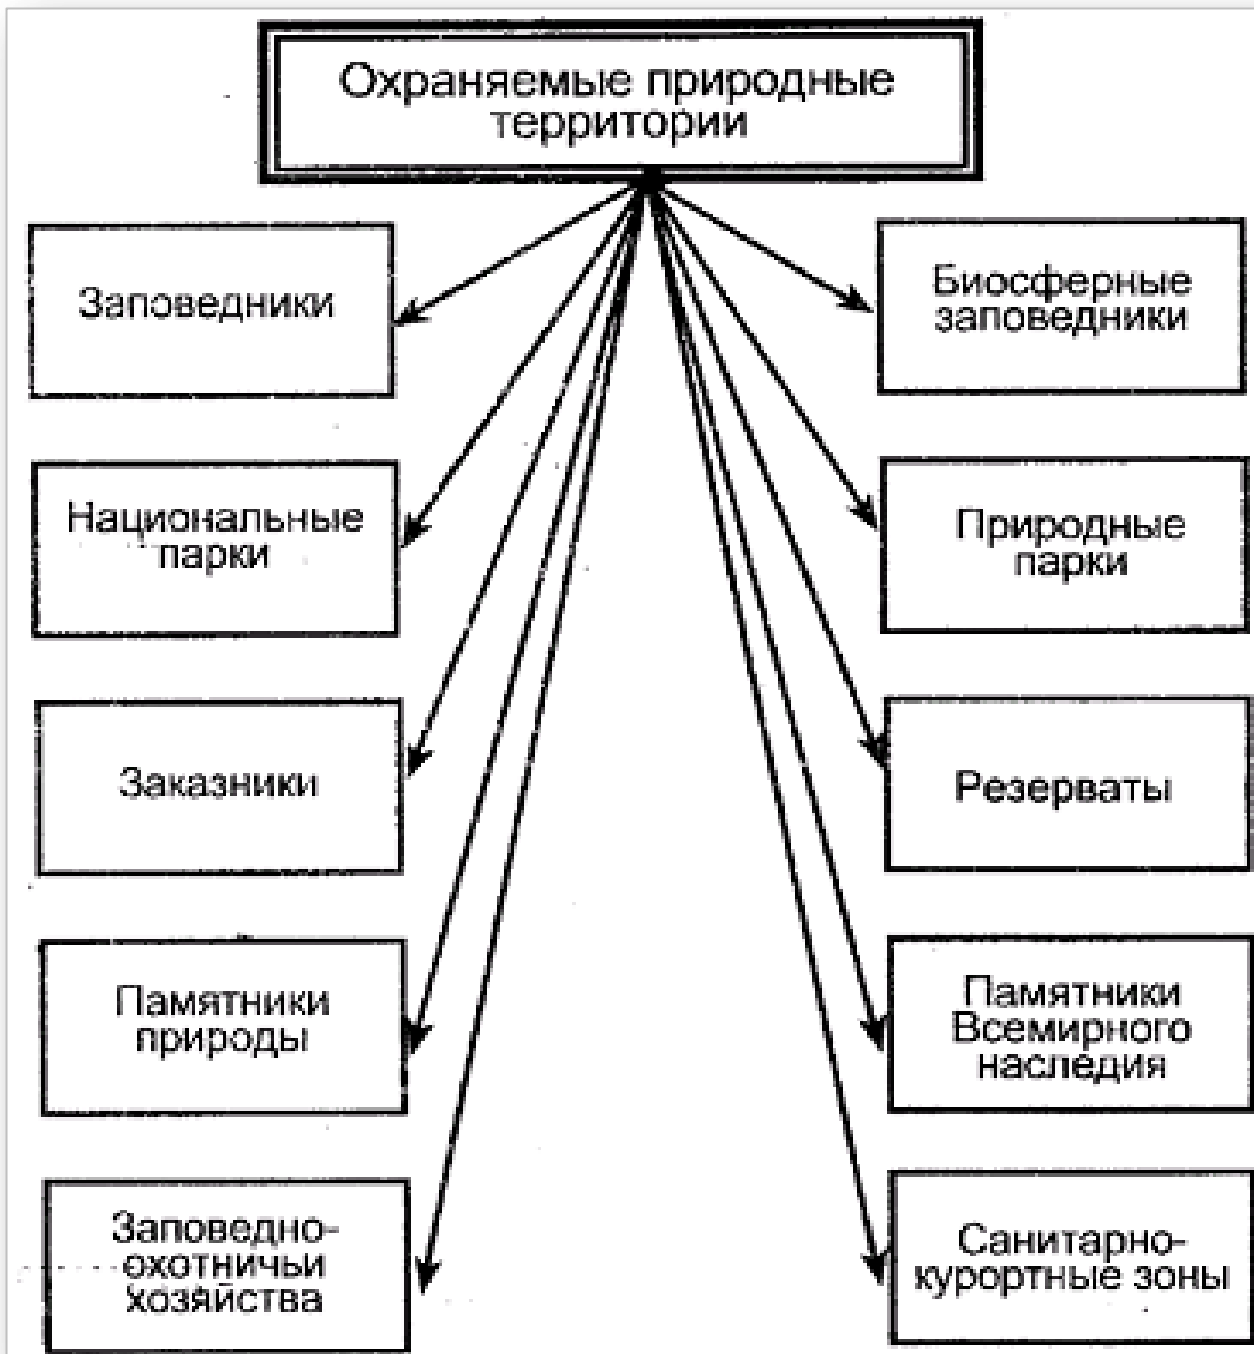 Охраняемые природные
территории
Заповедники
Биосферные
заповедники
Национальные
парки
Природные
парки
Заказники
Резерваты
Памятники
природы
Памятники
Всемирного
наследия
Заповедно-
охотничьи
хозяйства
Санитарно-
курортные зоны